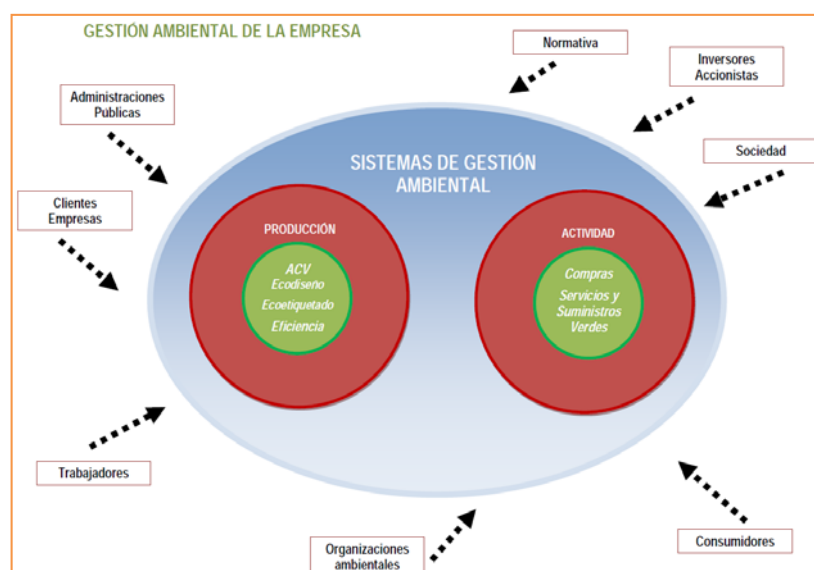 GESTIÓN AMBIENTAL DE LA EMPRESA
Normativa
Inversores
Accionistas
Administraciones
Públicas
Sociedad
SISTEMAS DE GESTIÓN
AMBIENTAL
Clientes
Empresas
PRODUCCIÓN
ACV
Ecodiseño
Ecoetiquetado
Eficiencia
ACTIVIDAD
Compras
Servicios y
Suministros
Verdes
Trabajadores
Organizaciones
ambientales
Consumidores